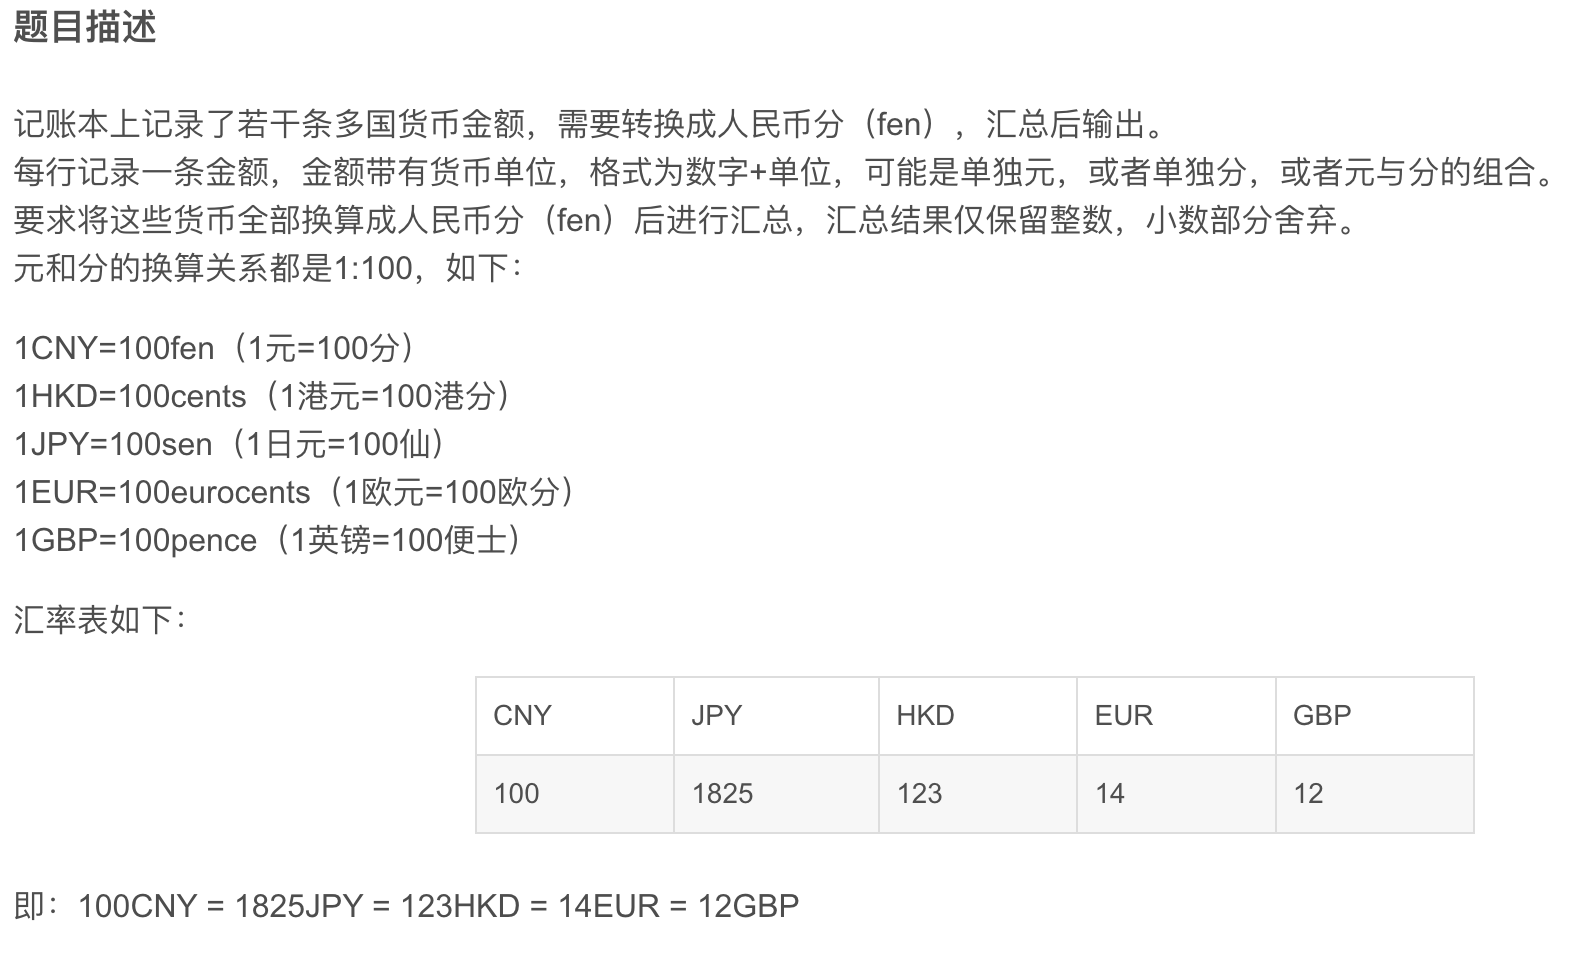 题目描述
记账本上记录了若干条多国货币金额，需要转换成人民币分（fen），汇总后输出。
每行记录一条金额，金额带有货币单位，格式为数字+单位，可能是单独元，或者单独分，或者元与分的组合。
要求将这些货币全部换算成人民币分（fen）后进行汇总，汇总结果仅保留整数，小数部分舍弃。
元和分的换算关系都是1:100，如下：
1CNY=100fen（1元=100分）
1HKD=100cents（1港元=100港分）
1JPY=100sen（1日元=100仙）
1EUR=100eurocents（1欧元=100欧分）
1GBP=100pence（1英镑=100便士）
汇率表如下：
CNY JPY HKD EUR GBP
100 1825 123 14 12
即：100CNY = 1825JPY = 123HKD = 14EUR = 12GBP